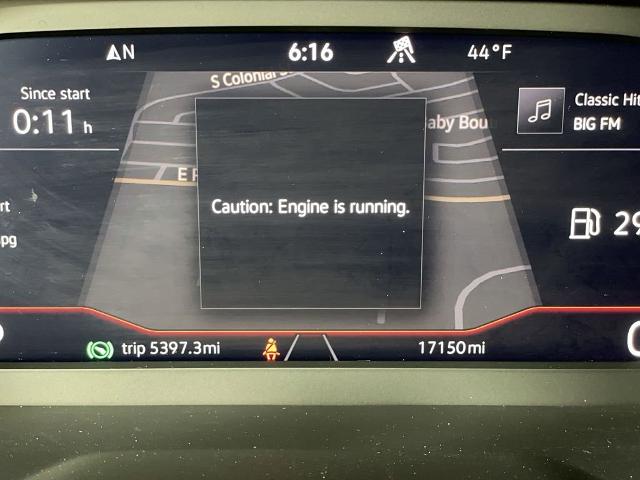 N
6:16
44°F
S Colonial
Since start
0:11 h
Classic Hit
BIG FM
aby Bou
E
Caution: Engine is running.
rt
pg
29
trip 5397.3mi
17150mi